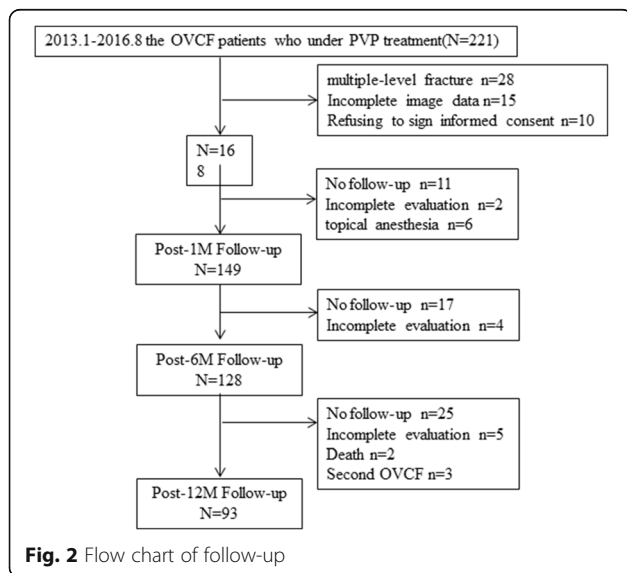 2013.1-2016.8 the OVCF patients who under PVP treatment(N=221)
multiple-level fracture n=28
Incomplete image data n=15
Refusing to sign informed consent n=10
N=16
8
No follow-up n=11
Incomplete evaluation n=2
topical anesthesia n=6
Post-1M Follow-up
N=149
No follow-up n=17
Incomplete evaluation n=4
Post-6M Follow-up
N=128
No follow-up n=25
Incomplete evaluation n=5
Death n=2
Second OVCF n=3
Post-12M Follow-up
N=93
Fig. 2 Flow chart of follow-up